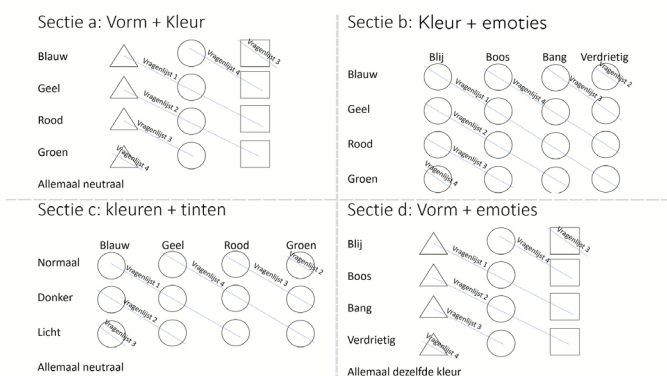 Sectie a: Vorm + Kleur
Blauw
Geel
Rood
Groen
Vragenlijst 1
Vragenlijst 2
Vragenlijst 3
Vragenlijst 4
Vragenlijst 4
Vragenlijst 3
Allemaal neutraal
Sectie b: Kleur + emoties
Blij Boos Bang Verdrietig
Blauw
Geel
Rood
Groen
Vragenlijst 1
Vragenlijst 2
Vragenlijst 3
Vragenlijst 4
Vragenlijst 4
Vragenlijst 3
Vragenlijst 2
Sectie c: kleuren + tinten
Blauw Geel Rood Groen
Normaal
Donker
Licht
Vragenlijst 1
Vragenlijst 2
Vragenlijst 3
Vragenlijst 4
Vragenlijst 3
Vragenlijst 2
Allemaal neutraal
Sectie d: Vorm + emoties
Blij
Boos
Bang
Verdrietig
Vragenlijst 1
Vragenlijst 2
Vragenlijst 3
Vragenlijst 4
Vragenlijst 4
Vragenlijst 3
Allemaal dezelfde kleur